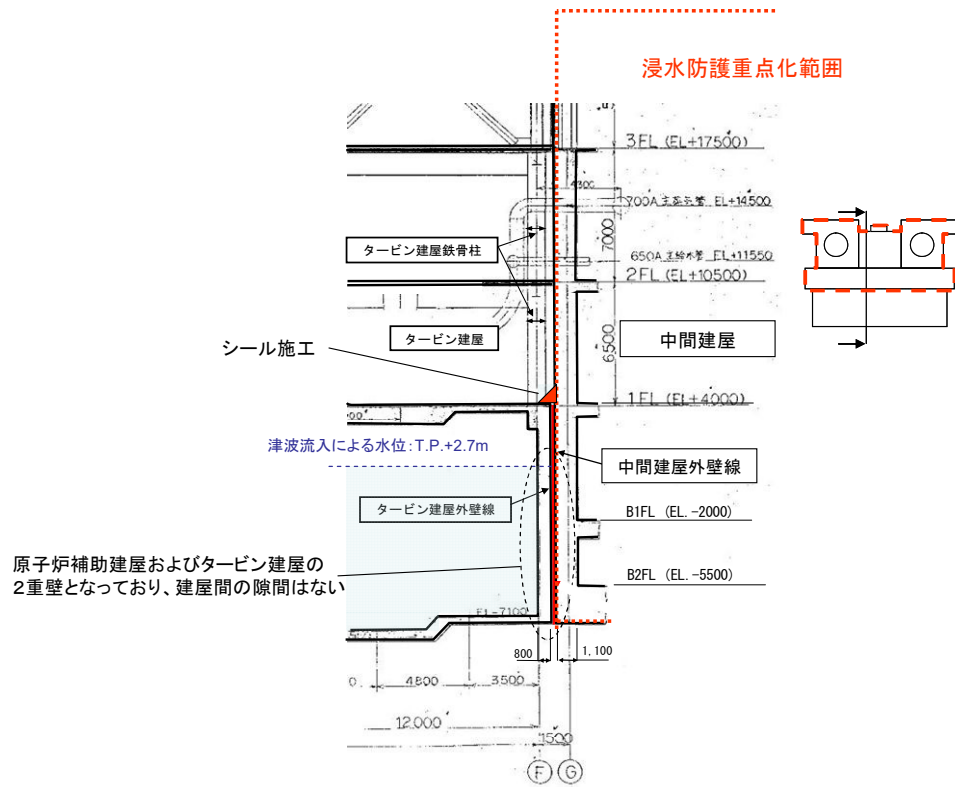 浸水防護重点化範囲
3FL (EL+17500)
4300
700A 主蒸気管 EL+14.500
7000
タービン建屋鉄骨柱
650A 主給水管 EL+11550
2FL (EL+10500)
タービン建屋
中間建屋
シール施工
6500
1FL (EL+4000)
津波流入による水位:T.P.+2.7m
中間建屋外壁線
タービン建屋外壁線
B1FL (EL.-2000)
原子炉補助建屋およびタービン建屋の
2重壁となっており、建屋間の隙間はない
B2FL (EL.-5500)
EL-7100
800
1,100
4.800
3.500
12.000
1500
F
G